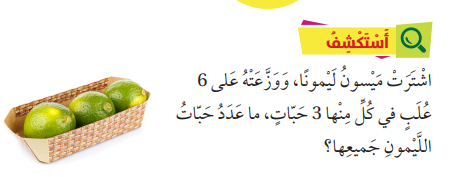 أَسْتَكْشِفُ
اشْتَرَتْ مَيْسونُ لَيْمونًا، وَوَزَّعَتْهُ عَلى 6
عُلَبٍ في كُلٍّ مِنْها 3 حَبّاتٍ، ما عَدَدُ حَبّاتُ
اللَّيْمونِ جَميعِها؟